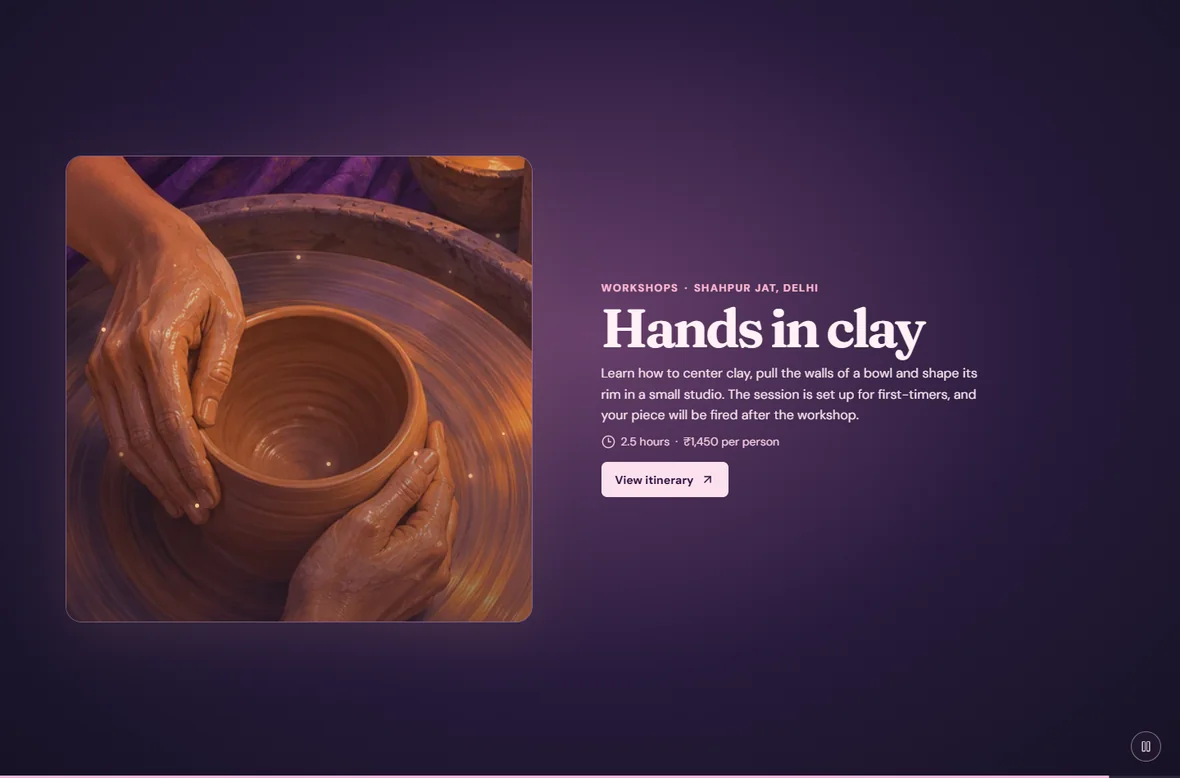 WORKSHOPS · SHAHPUR JAT, DELHI
Hands in clay
Learn how to center clay, pull the walls of a bowl and shape its
rim in a small studio. The session is set up for first-timers, and
your piece will be fired after the workshop.
2.5 hours · ₹1,450 per person
View itinerary